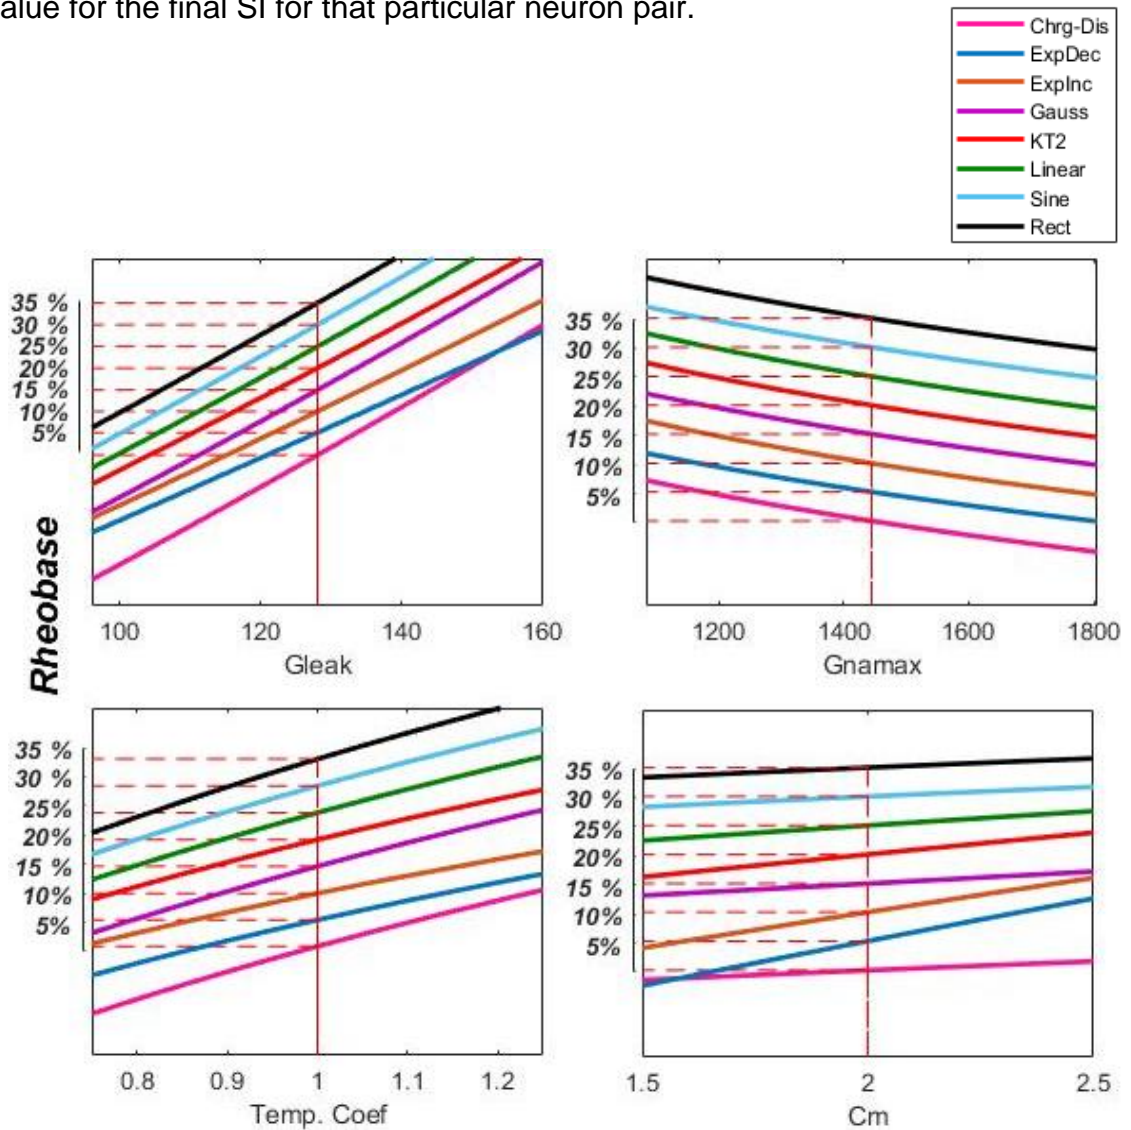 alue for the final SI for that particular neuron pair.
Chrg-Dis
ExpDec
ExpInc
Gauss
KT2
Linear
Sine
Rect
35 %
30 %
25%
20%
15 %
10%
5%
100 120 140 160
Gleak
35 %
30 %
25%
20%
15 %
10%
5%
1200 1400 1600 1800
Gnamax
Rheobase
35 %
30 %
25%
20%
15 %
10%
5%
0.8 0.9 1 1.1 1.2
Temp. Coef
35 %
30 %
25%
20%
15 %
10%
5%
1.5 2 2.5
Cm